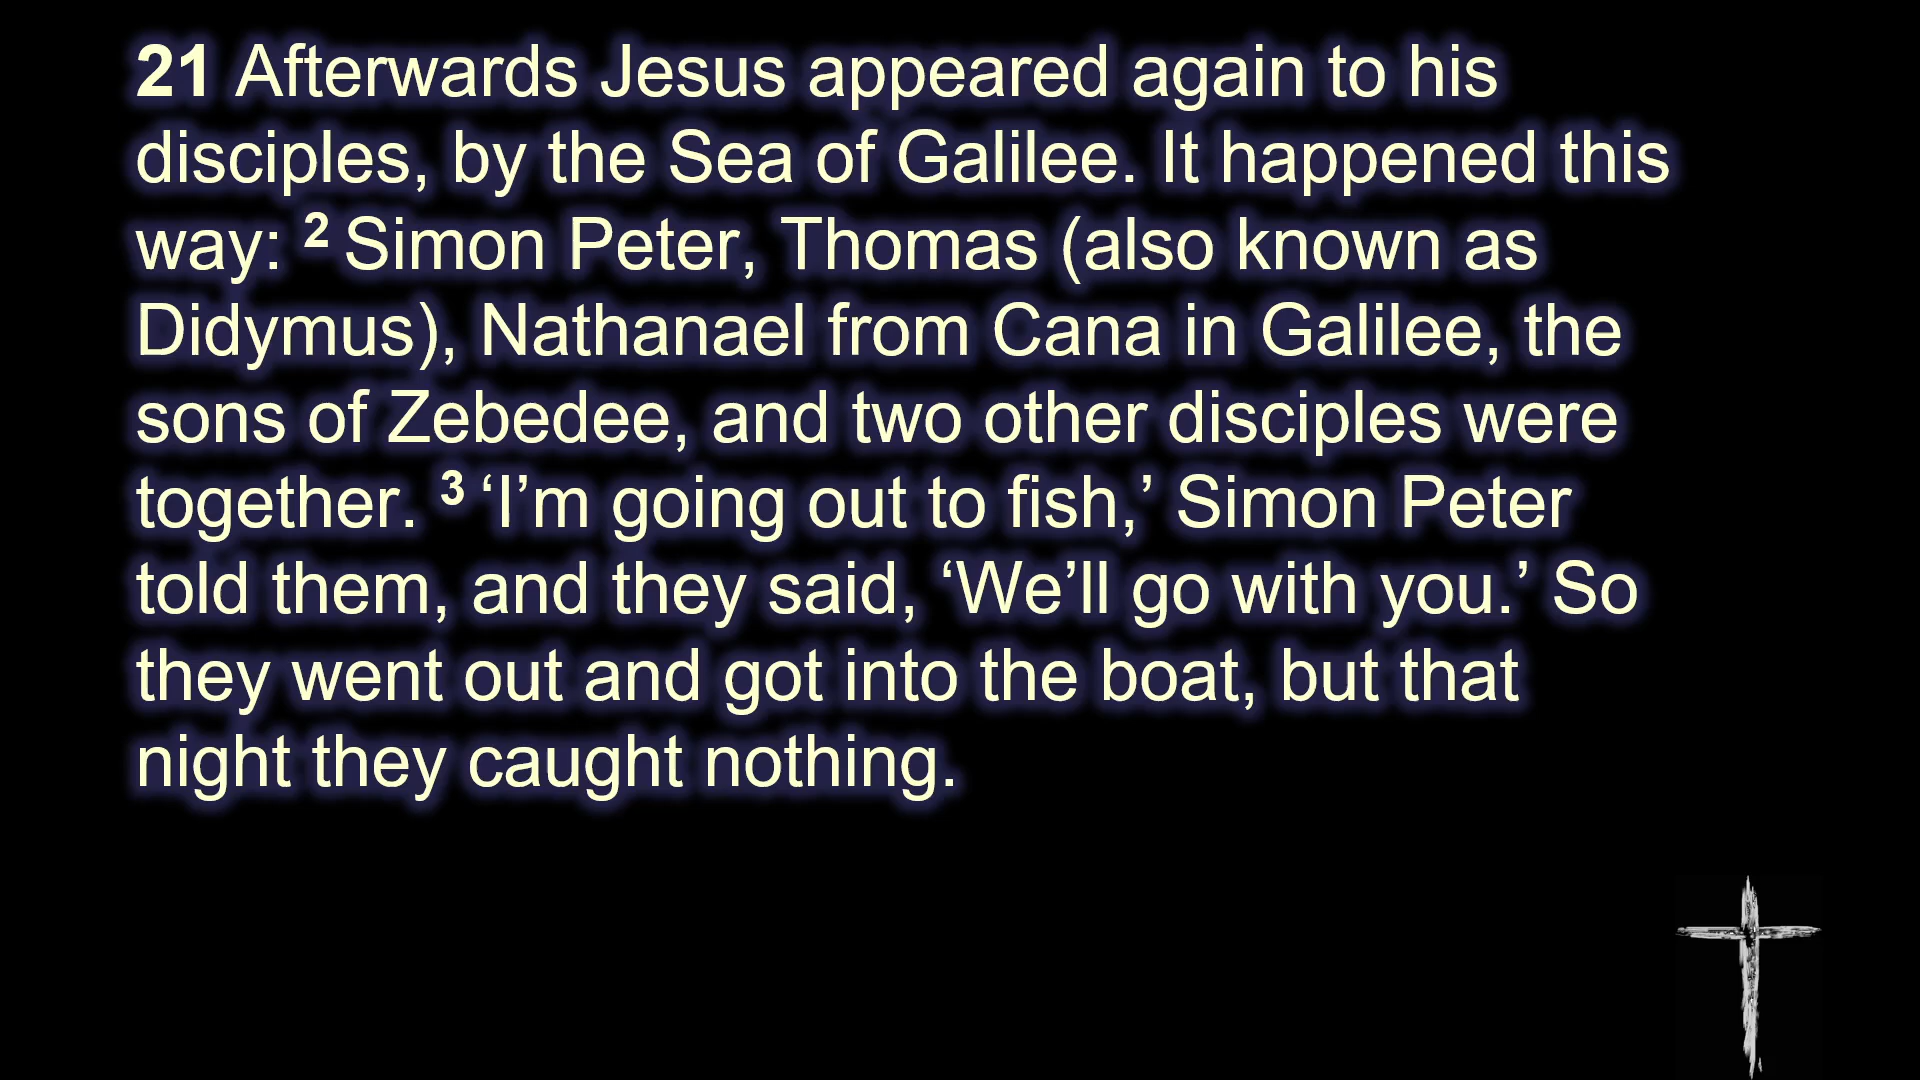 21 Afterwards Jesus appeared again to his
disciples, by the Sea of Galilee. It happened this
way: 2 Simon Peter, Thomas (also known as
Didymus), Nathanael from Cana in Galilee, the
sons of Zebedee, and two other disciples were
together. 3 ‘I’m going out to fish,’ Simon Peter
told them, and they said, ‘We’ll go with you.’ So
they went out and got into the boat, but that
night they caught nothing.